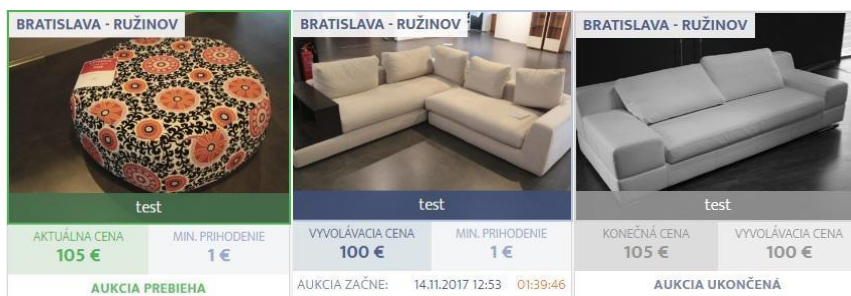 BRATISLAVA - RUŽINOV
test
AKTUÁLNA CENA
105 €
MIN. PRIHODENIE
1 €
AUKCIA PREBIEHA
BRATISLAVA - RUŽINOV
test
VYVOLÁVACIA CENA
100 €
MIN. PRIHODENIE
1 €
AUKCIA ZAČNE: 14.11.2017 12:53 01:39:46
BRATISLAVA - RUŽINOV
test
KONEČNÁ CENA
105 €
VYVOLÁVACIA CENA
100 €
AUKCIA UKONČENÁ